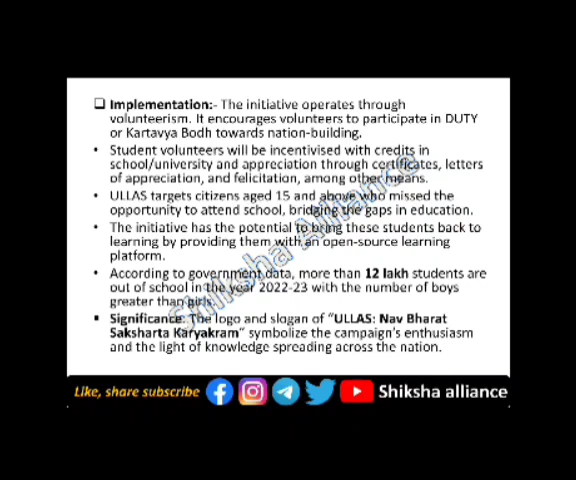 Implementation:- The initiative operates through
volunteerism. It encourages volunteers to participate in DUTY
or Kartavya Bodh towards nation-building.
• Student volunteers will be incentivised with credits in
school/university and appreciation through certificates, letters
of appreciation, and felicitation, among other means.
• ULLAS targets citizens aged 15 and above who missed the
opportunity to attend school, bridging the gaps in education.
• The initiative has the potential to bring these students back to
learning by providing them with an open-source learning
platform.
• According to government data, more than 12 lakh students are
out of school in the year 2022-23 with the number of boys
greater than girls.
▪ Significance: The logo and slogan of “ULLAS: Nav Bharat
Saksharta Karyakram” symbolize the campaign's enthusiasm
and the light of knowledge spreading across the nation.
Shiksha Alliance
Like, share subscribe Shiksha alliance